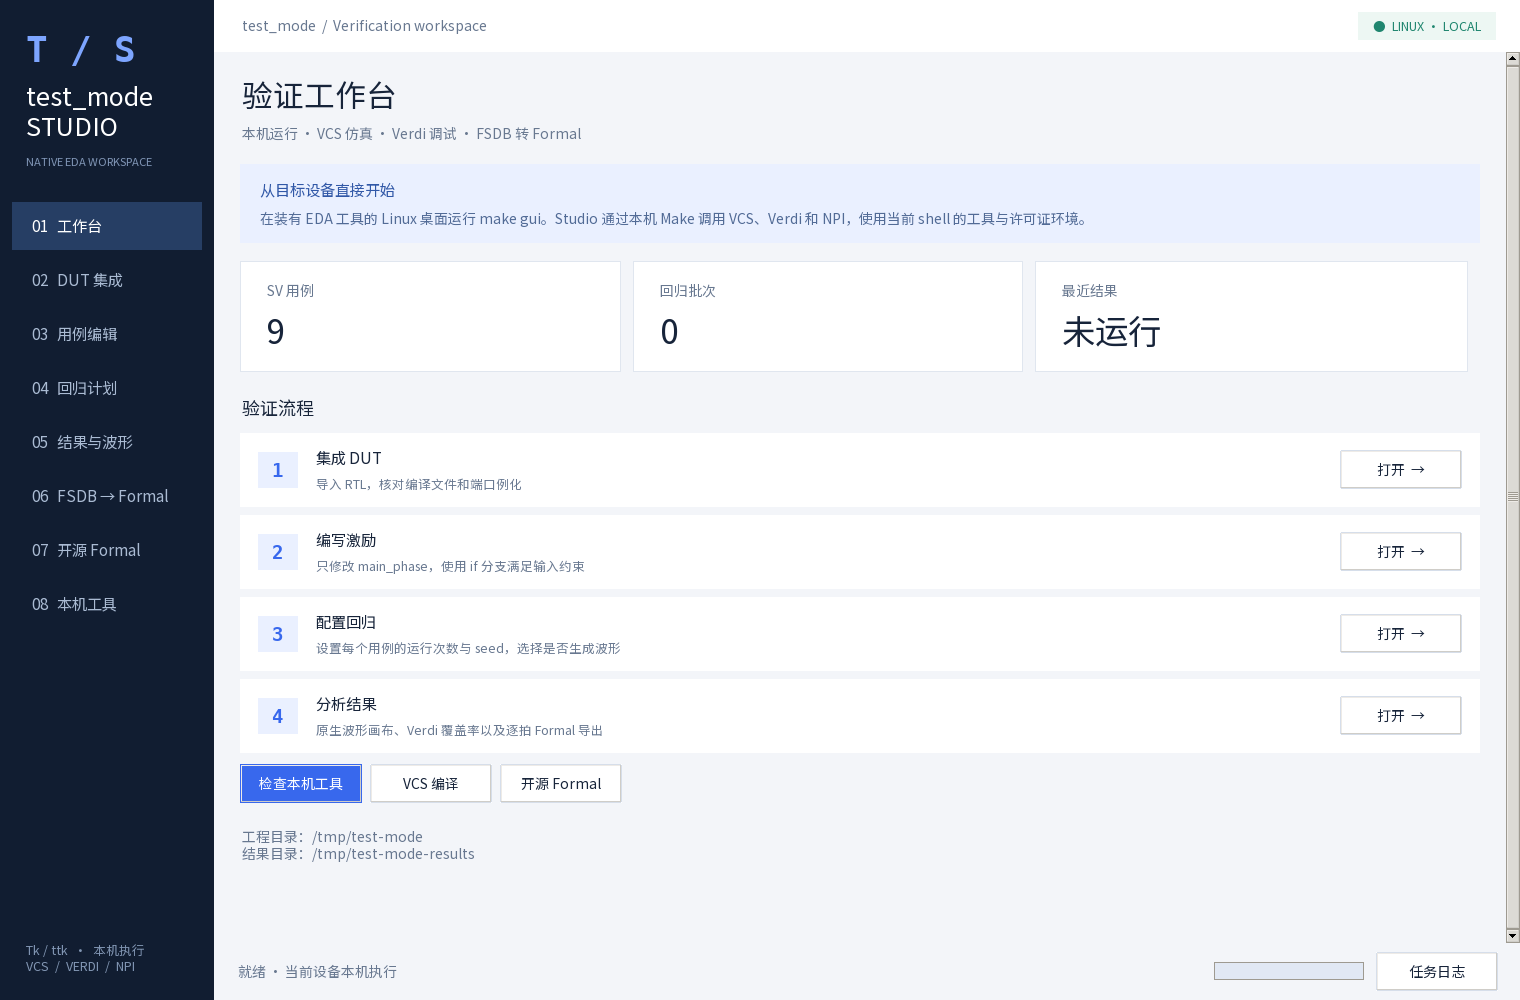 T / S
test_mode
STUDIO
NATIVE EDA WORKSPACE
01 工作台
02 DUT 集成
03 用例编辑
04 回归计划
05 结果与波形
06 FSDB → Formal
07 开源 Formal
08 本机工具
Tk / ttk · 本机执行
VCS / VERDI / NPI
test_mode / Verification workspace
● LINUX · LOCAL
验证工作台
本机运行 · VCS 仿真 · Verdi 调试 · FSDB 转 Formal
从目标设备直接开始
在装有 EDA 工具的 Linux 桌面运行 make gui。Studio 通过本机 Make 调用 VCS、Verdi 和 NPI，使用当前 shell 的工具与许可证环境。
SV 用例
9
回归批次
0
最近结果
未运行
验证流程
1
集成 DUT
导入 RTL，核对编译文件和端口例化
打开 →
2
编写激励
只修改 main_phase，使用 if 分支满足输入约束
打开 →
3
配置回归
设置每个用例的运行次数与 seed，选择是否生成波形
打开 →
4
分析结果
原生波形画布、Verdi 覆盖率以及逐拍 Formal 导出
打开 →
检查本机工具
VCS 编译
开源 Formal
工程目录：/tmp/test-mode
结果目录：/tmp/test-mode-results
就绪 · 当前设备本机执行
任务日志